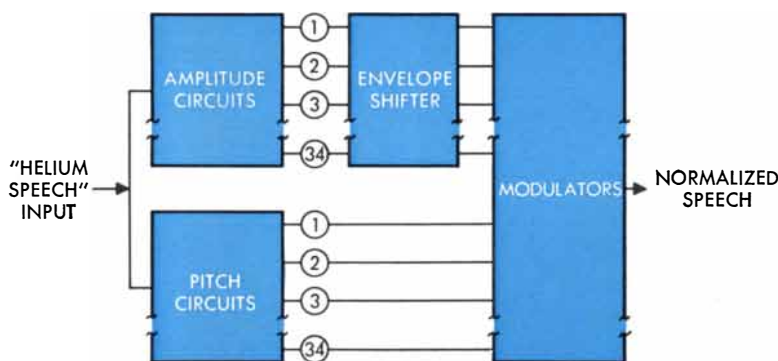 "HELIUM
SPEECH"
INPUT
AMPLITUDE
CIRCUITS
1
2
3
34
ENVELOPE
SHIFTER
PITCH
CIRCUITS
1
2
3
34
MODULATORS
NORMALIZED
SPEECH